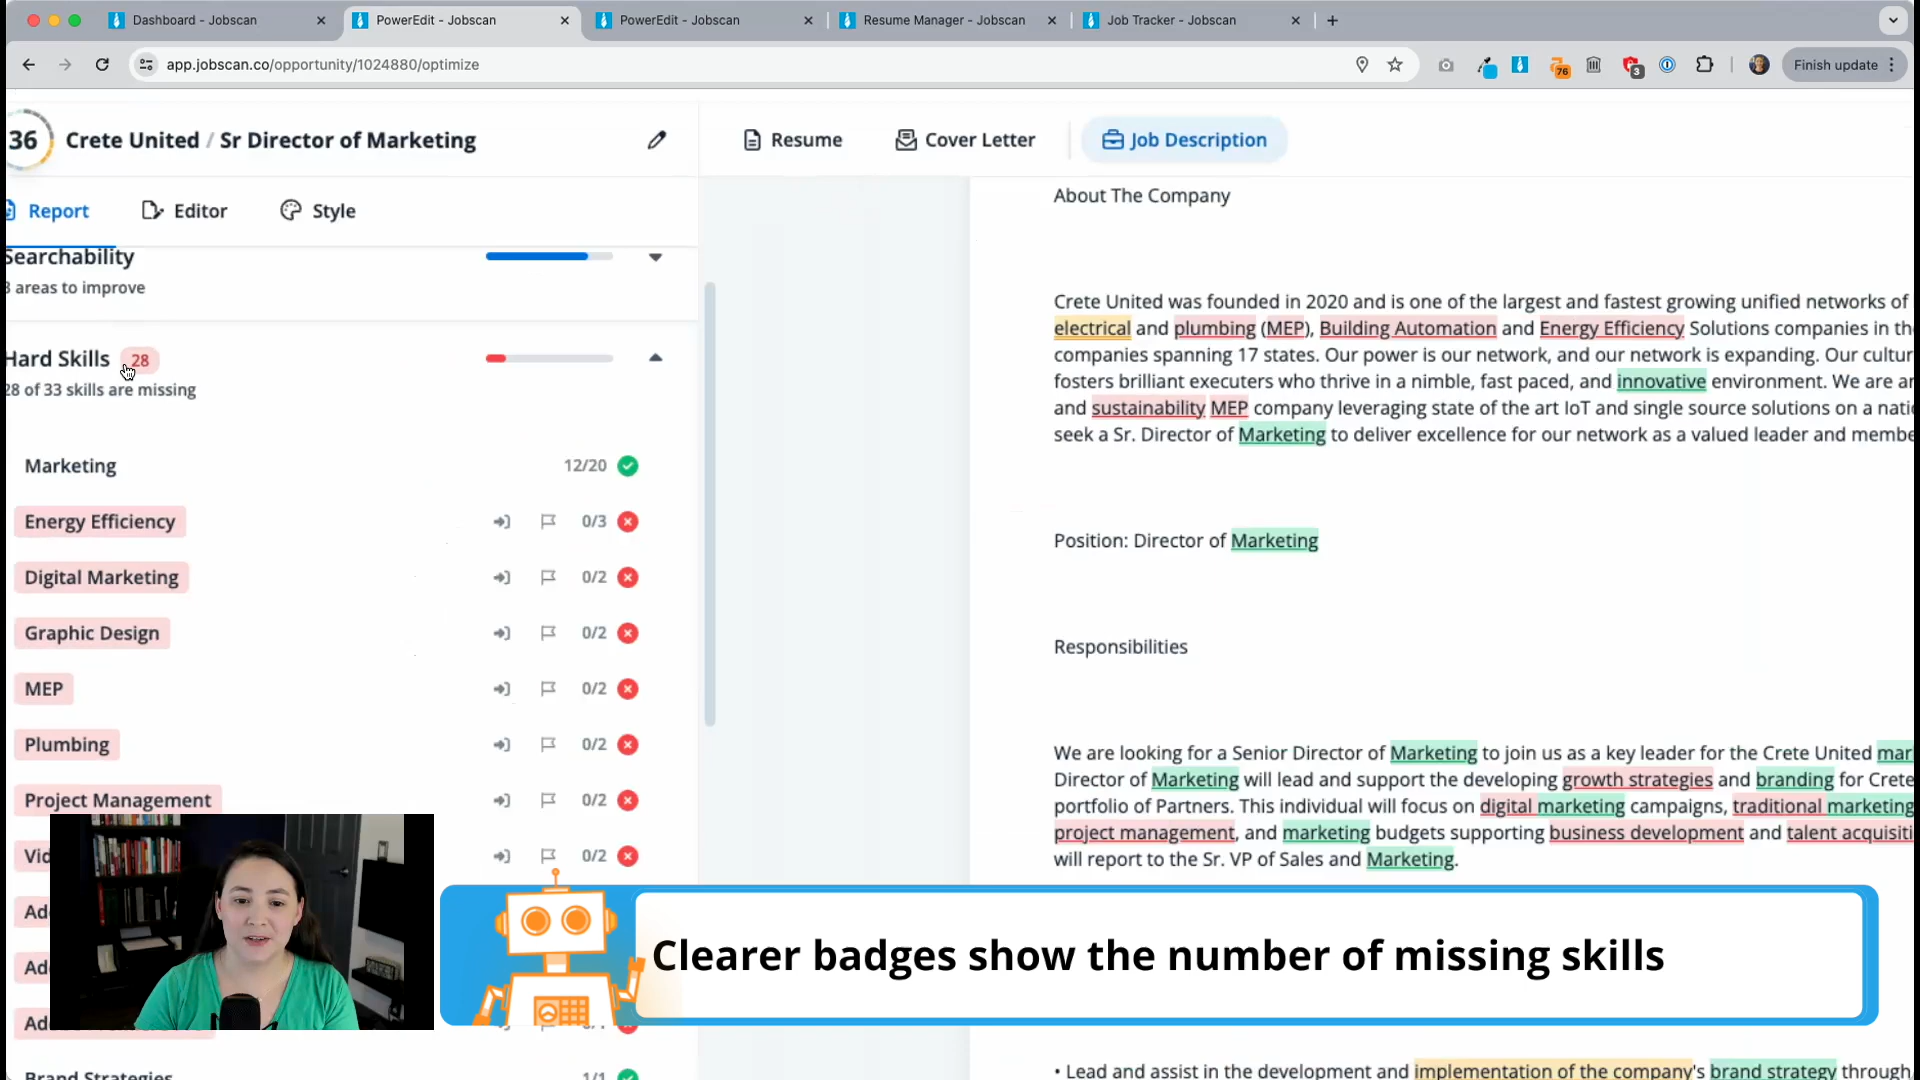 Dashboard - Jobscan
PowerEdit - Jobscan
PowerEdit - Jobscan
Resume Manager - Jobscan
Job Tracker - Jobscan
app.jobscan.co/opportunity/1024880/optimize
76
3
Finish update
36
Crete United / Sr Director of Marketing
Report
Editor
Style
Searchability
3 areas to improve
Hard Skills 28
28 of 33 skills are missing
Marketing 12/20
Energy Efficiency 0/3
Digital Marketing 0/2
Graphic Design 0/2
MEP 0/2
Plumbing 0/2
Project Management 0/2
Vid 0/2
Ad
Ad
Ad
Brand Strategies 1/1
Resume
Cover Letter
Job Description
About The Company
Crete United was founded in 2020 and is one of the largest and fastest growing unified networks of
electrical and plumbing (MEP), Building Automation and Energy Efficiency Solutions companies in th
companies spanning 17 states. Our power is our network, and our network is expanding. Our cultur
fosters brilliant executers who thrive in a nimble, fast paced, and innovative environment. We are an
and sustainability MEP company leveraging state of the art IoT and single source solutions on a nati
seek a Sr. Director of Marketing to deliver excellence for our network as a valued leader and membe
Position: Director of Marketing
Responsibilities
We are looking for a Senior Director of Marketing to join us as a key leader for the Crete United mar
Director of Marketing will lead and support the developing growth strategies and branding for Crete
portfolio of Partners. This individual will focus on digital marketing campaigns, traditional marketing
project management, and marketing budgets supporting business development and talent acquisiti
will report to the Sr. VP of Sales and Marketing.
• Lead and assist in the development and implementation of the company's brand strategy through
Clearer badges show the number of missing skills